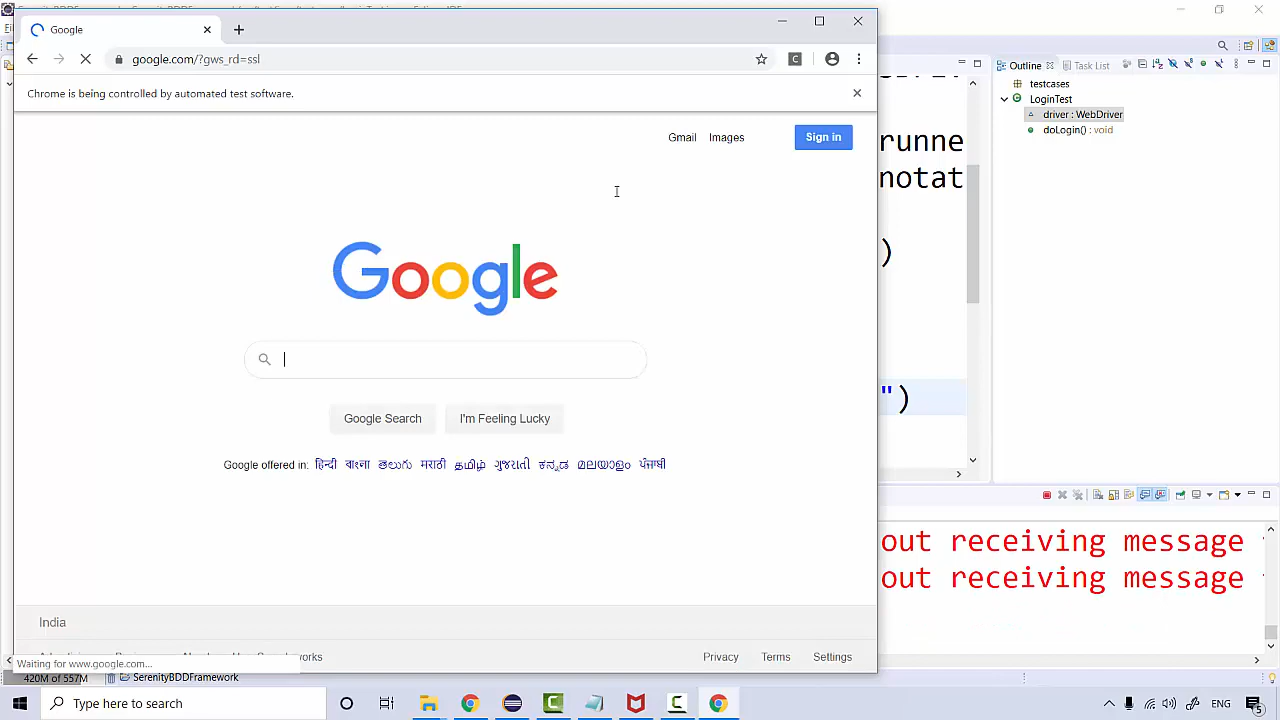 Google
google.com/?gws_rd=ssl
Chrome is being controlled by automated test software.
Gmail Images Sign in
Google
Google Search I'm Feeling Lucky
Google offered in: हिन्दी বাংলা తెలుగు मराठी தமிழ் ગુજરાતી ಕನ್ನಡ മലയാളം ਪੰਜਾਬੀ
India
Privacy Terms Settings
Waiting for www.google.com...
420M of 557M SerenityBDDFramework
Outline Task List
testcases
LoginTest
driver : WebDriver
doLogin() : void
runne
notat
)
")
out receiving message
out receiving message
Type here to search
ENG
5